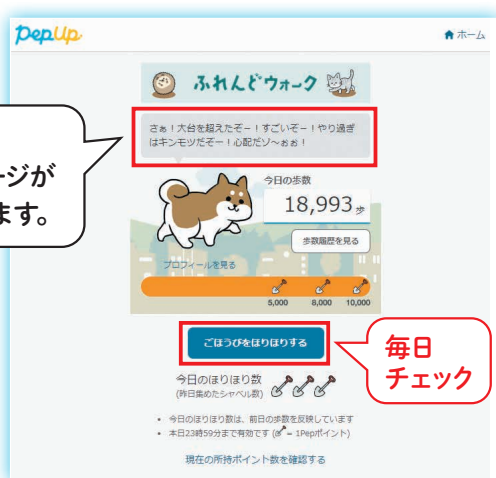 PepUp
ホーム
ふれんどウォーク
さぁ！大台を超えたぞー！すごいぞー！やり過ぎ
はキンモツだぞー！心配だゾ〜ぉぉ！
ージが
ます。
今日の歩数
18,993 歩
歩数履歴を見る
プロフィールを見る
5,000 8,000 10,000
ごほうびをほりほりする
毎日
チェック
今日のほりほり数
(昨日集めたシャベル数)
• 今日のほりほり数は、前日の歩数を反映しています
• 本日23時59分まで有効です ( = 1Pepポイント)
現在の所持ポイント数を確認する